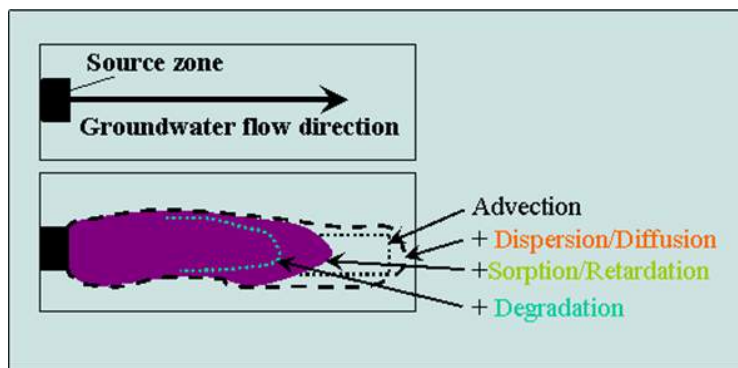 Source zone
Groundwater flow direction
Advection
+ Dispersion/Diffusion
+Sorption/Retardation
+ Degradation